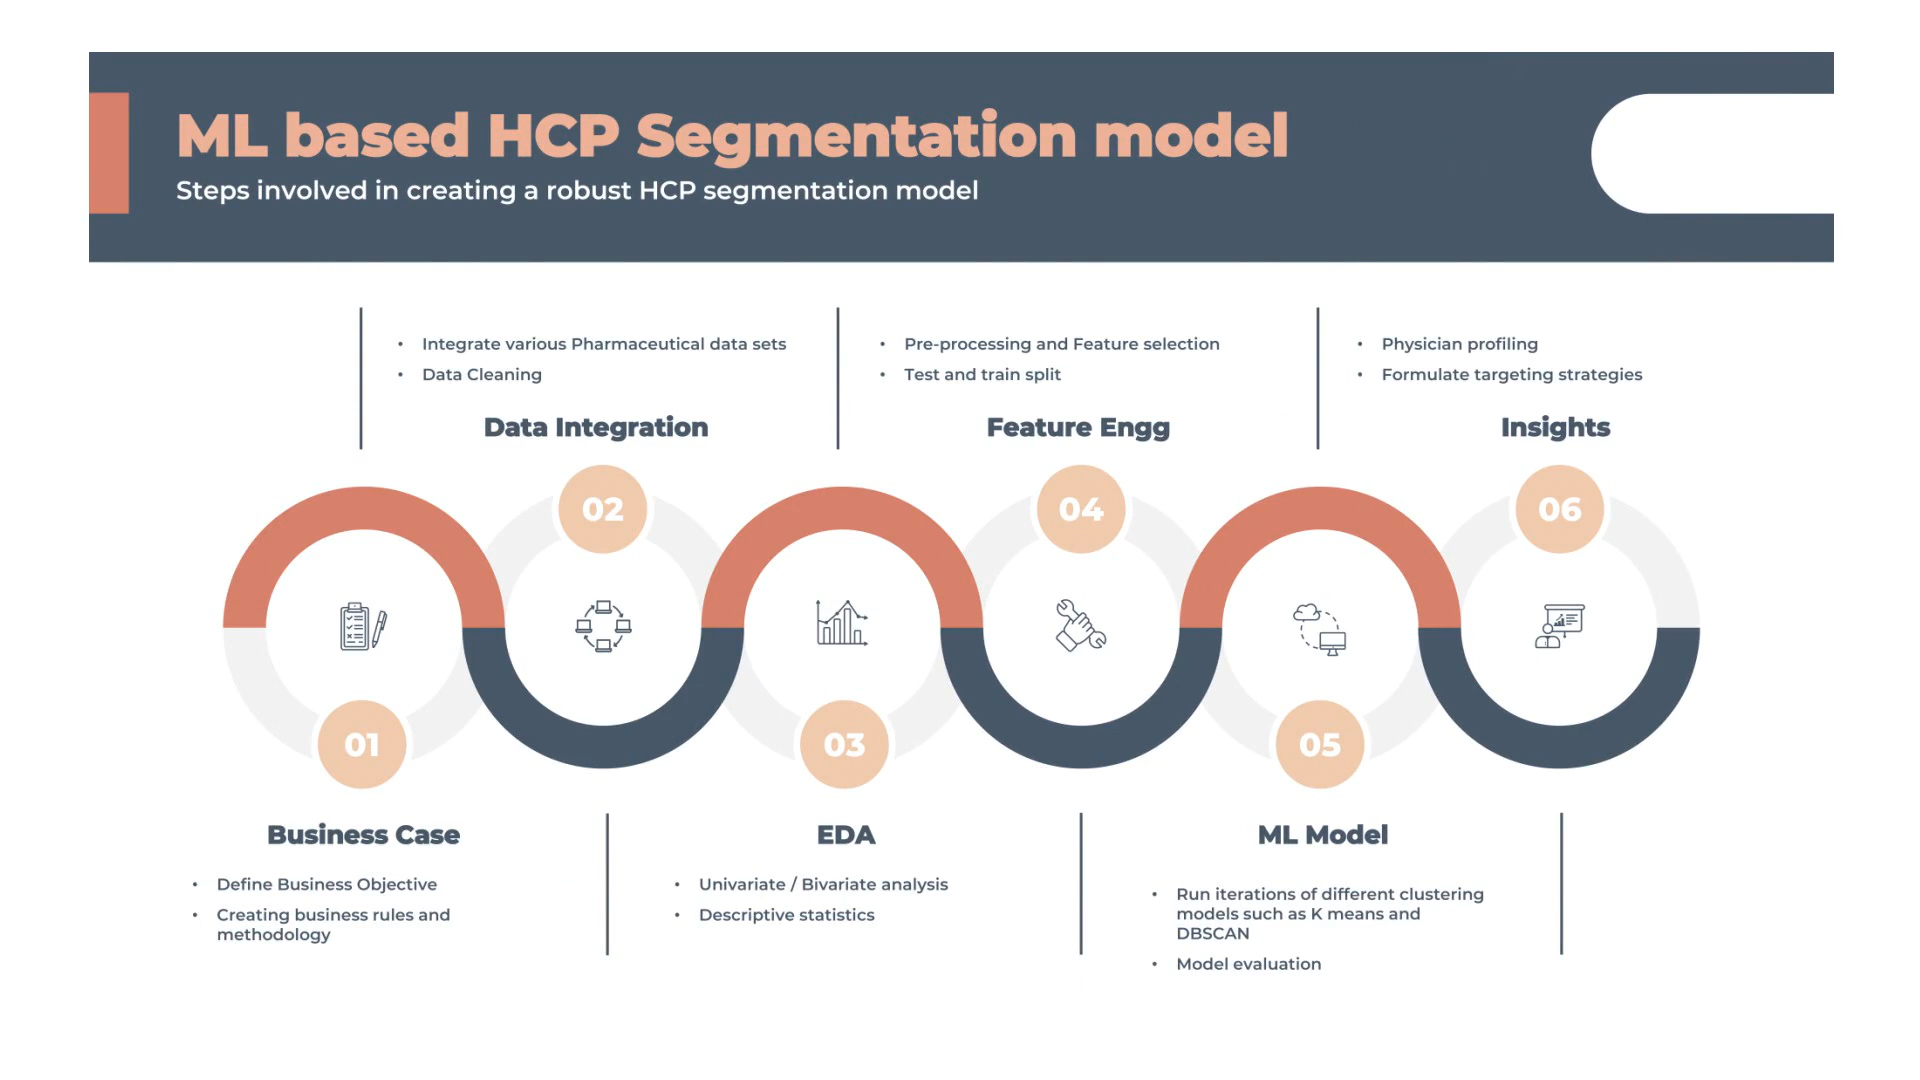 ML based HCP Segmentation model
Steps involved in creating a robust HCP segmentation model
• Integrate various Pharmaceutical data sets
• Data Cleaning
Data Integration
• Pre-processing and Feature selection
• Test and train split
Feature Engg
• Physician profiling
• Formulate targeting strategies
Insights
02
04
06
01
03
05
Business Case
• Define Business Objective
• Creating business rules and
methodology
EDA
• Univariate / Bivariate analysis
• Descriptive statistics
ML Model
• Run iterations of different clustering
models such as K means and
DBSCAN
• Model evaluation